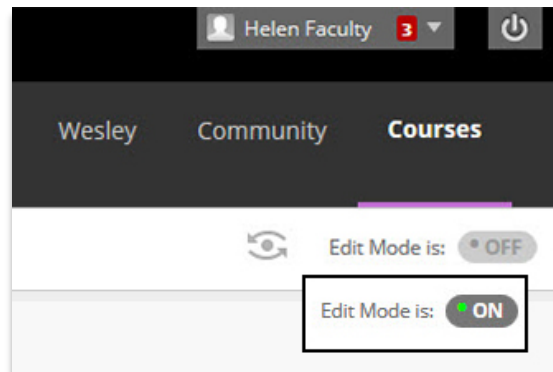 Helen Faculty 3
Wesley Community Courses
Edit Mode is: OFF
Edit Mode is: ON